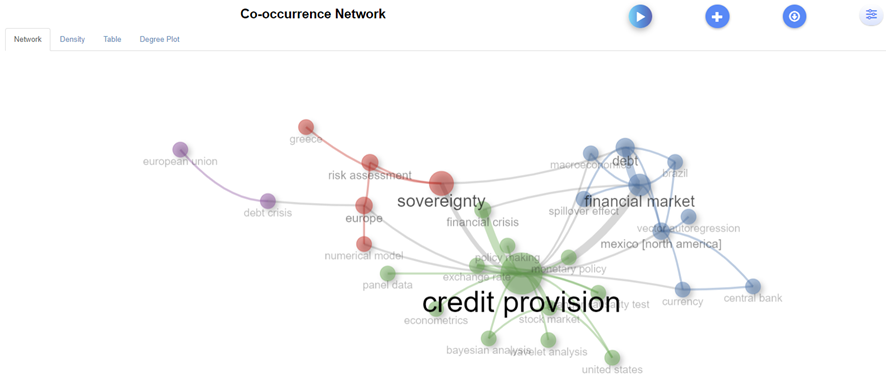 Co-occurrence Network
Network
Density
Table
Degree Plot
greece
european union
macroeconomics
debt
risk assessment
brazil
sovereignty
financial market
debt crisis
spillover effect
europe
financial crisis
vector autoregression
mexico [north america]
numerical model
policy making
monetary policy
exchange rate
panel data
credit provision
test
currency
central bank
econometrics
stock market
bayesian analysis
wavelet analysis
united states